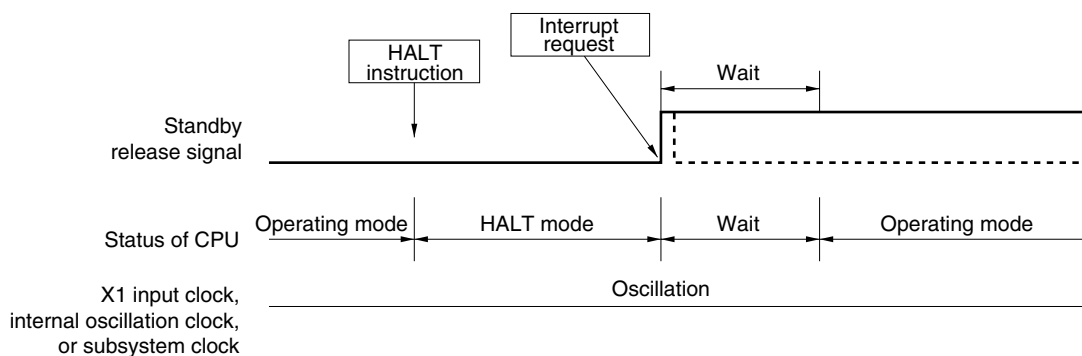 HALT
instruction
Interrupt
request
Wait
Standby
release signal
Status of CPU
Operating mode
HALT mode
Wait
Operating mode
X1 input clock,
internal oscillation clock,
or subsystem clock
Oscillation